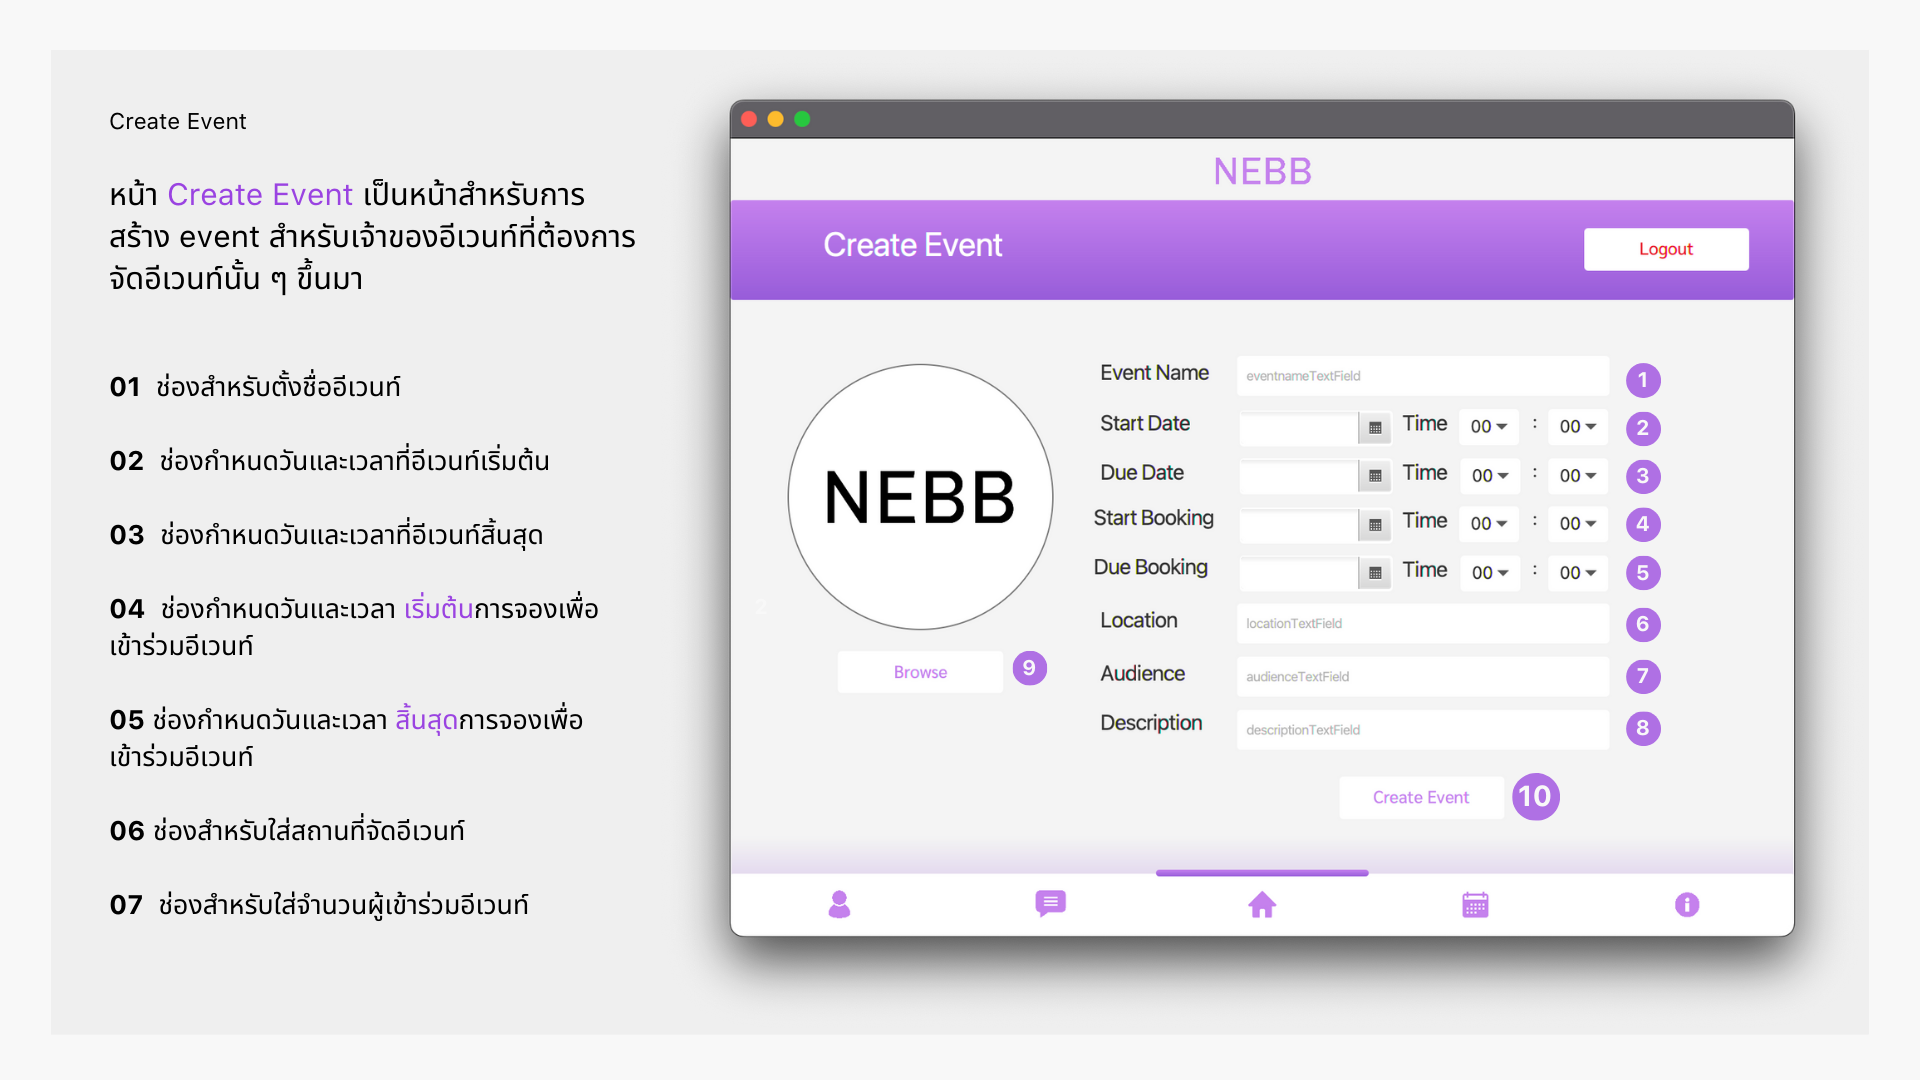 Create Event
หน้า Create Event เป็นหน้าสำหรับการ
สร้าง event สำหรับเจ้าของอีเวนท์ที่ต้องการ
จัดอีเวนท์นั้น ๆ ขึ้นมา
01 ช่องสำหรับตั้งชื่ออีเวนท์
02 ช่องกำหนดวันและเวลาที่อีเวนท์เริ่มต้น
03 ช่องกำหนดวันและเวลาที่อีเวนท์สิ้นสุด
04 ช่องกำหนดวันและเวลา เริ่มต้นการจองเพื่อ
เข้าร่วมอีเวนท์
05 ช่องกำหนดวันและเวลา สิ้นสุดการจองเพื่อ
เข้าร่วมอีเวนท์
06 ช่องสำหรับใส่สถานที่จัดอีเวนท์
07 ช่องสำหรับใส่จำนวนผู้เข้าร่วมอีเวนท์
NEBB
Create Event
Logout
NEBB
2
Browse 9
Event Name eventnameTextField 1
Start Date Time 00 : 00 2
Due Date Time 00 : 00 3
Start Booking Time 00 : 00 4
Due Booking Time 00 : 00 5
Location locationTextField 6
Audience audienceTextField 7
Description descriptionTextField 8
Create Event 10